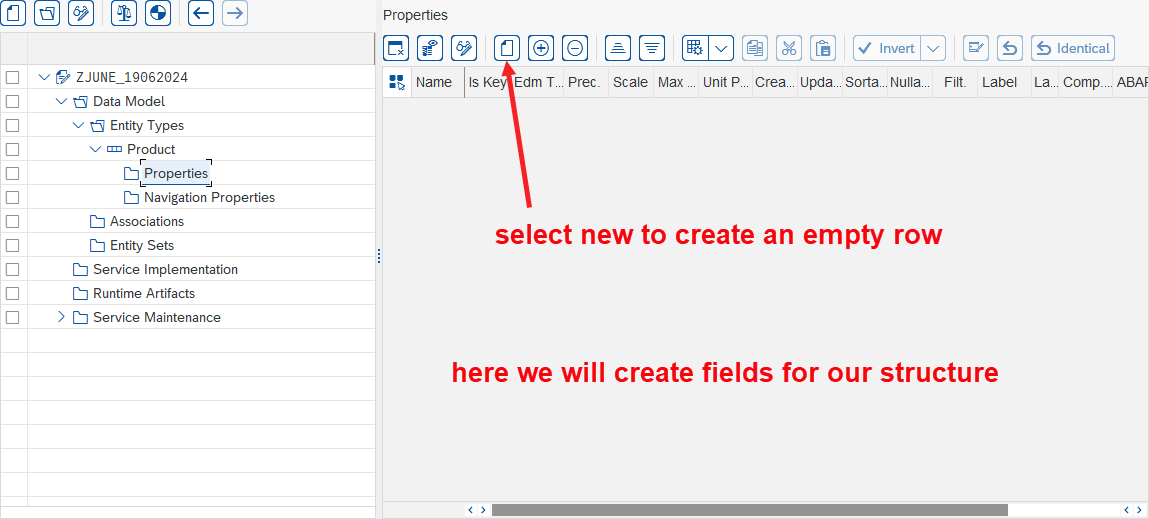 Properties
Invert
Identical
Name Is Key Edm T... Prec. Scale Max ... Unit P... Crea... Upda... Sorta... Nulla... Filt. Label La... Comp.... ABAP
ZJUNE_19062024
Data Model
Entity Types
Product
Properties
Navigation Properties
Associations
Entity Sets
Service Implementation
Runtime Artifacts
Service Maintenance
select new to create an empty row
here we will create fields for our structure